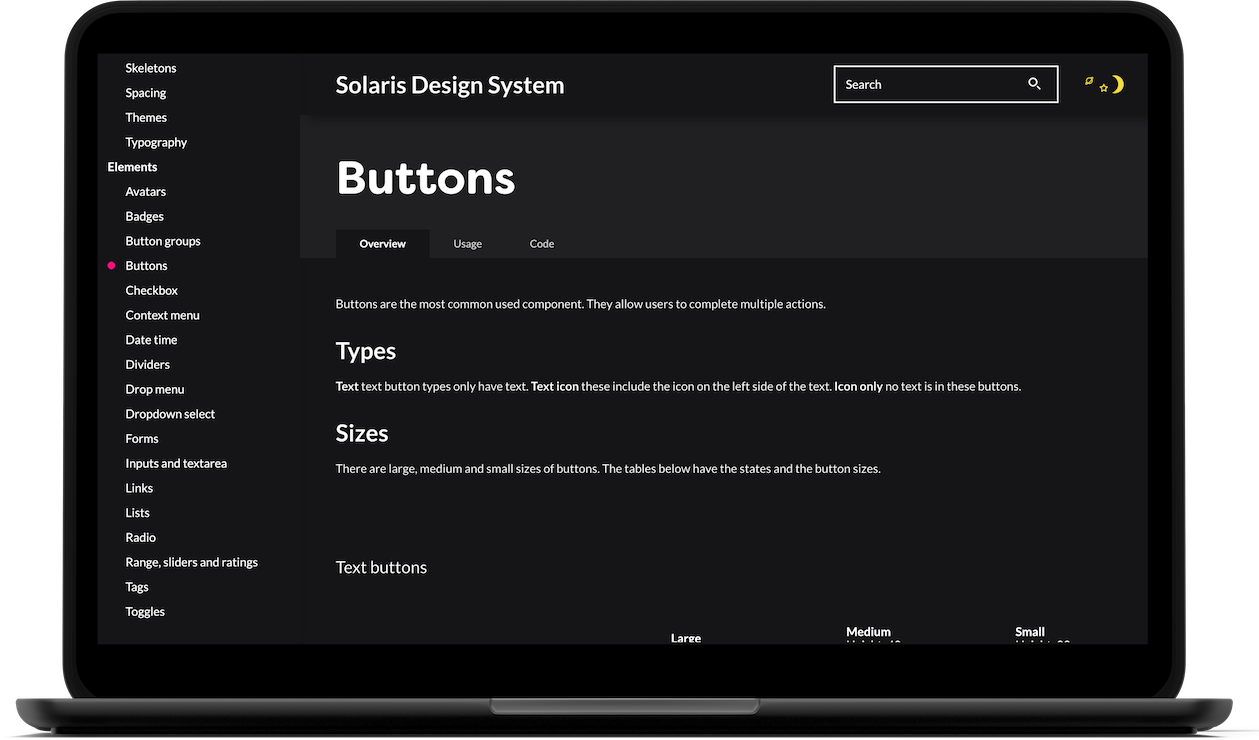 Skeletons
Spacing
Themes
Typography
Elements
Avatars
Badges
Button groups
Buttons
Checkbox
Context menu
Date time
Dividers
Drop menu
Dropdown select
Forms
Inputs and textarea
Links
Lists
Radio
Range, sliders and ratings
Tags
Toggles
Solaris Design System
Search
Buttons
Overview Usage Code
Buttons are the most common used component. They allow users to complete multiple actions.
Types
Text text button types only have text. Text icon these include the icon on the left side of the text. Icon only no text is in these buttons.
Sizes
There are large, medium and small sizes of buttons. The tables below have the states and the button sizes.
Text buttons
Large Medium Small